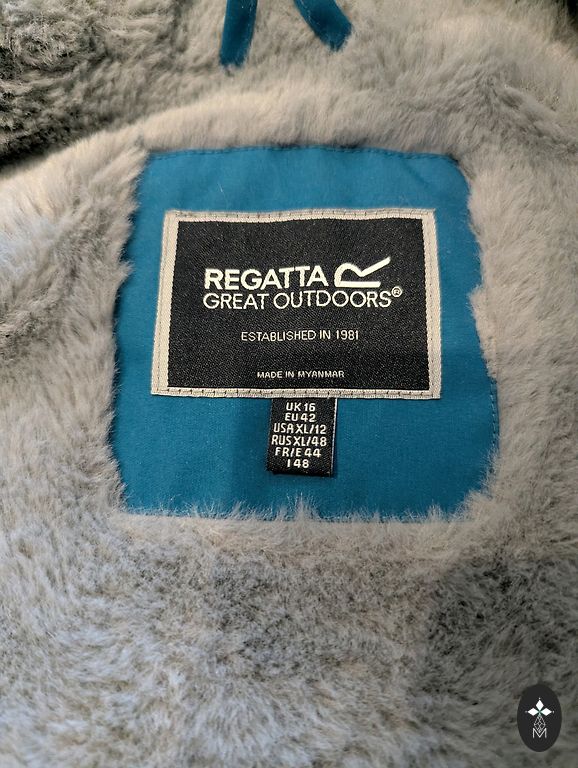 REGATTA R
GREAT OUTDOORS®
ESTABLISHED IN 1981
MADE IN MYANMAR
UK 16
EU 42
USA XL/12
RUS XL/48
FR/E 44
I 48
M